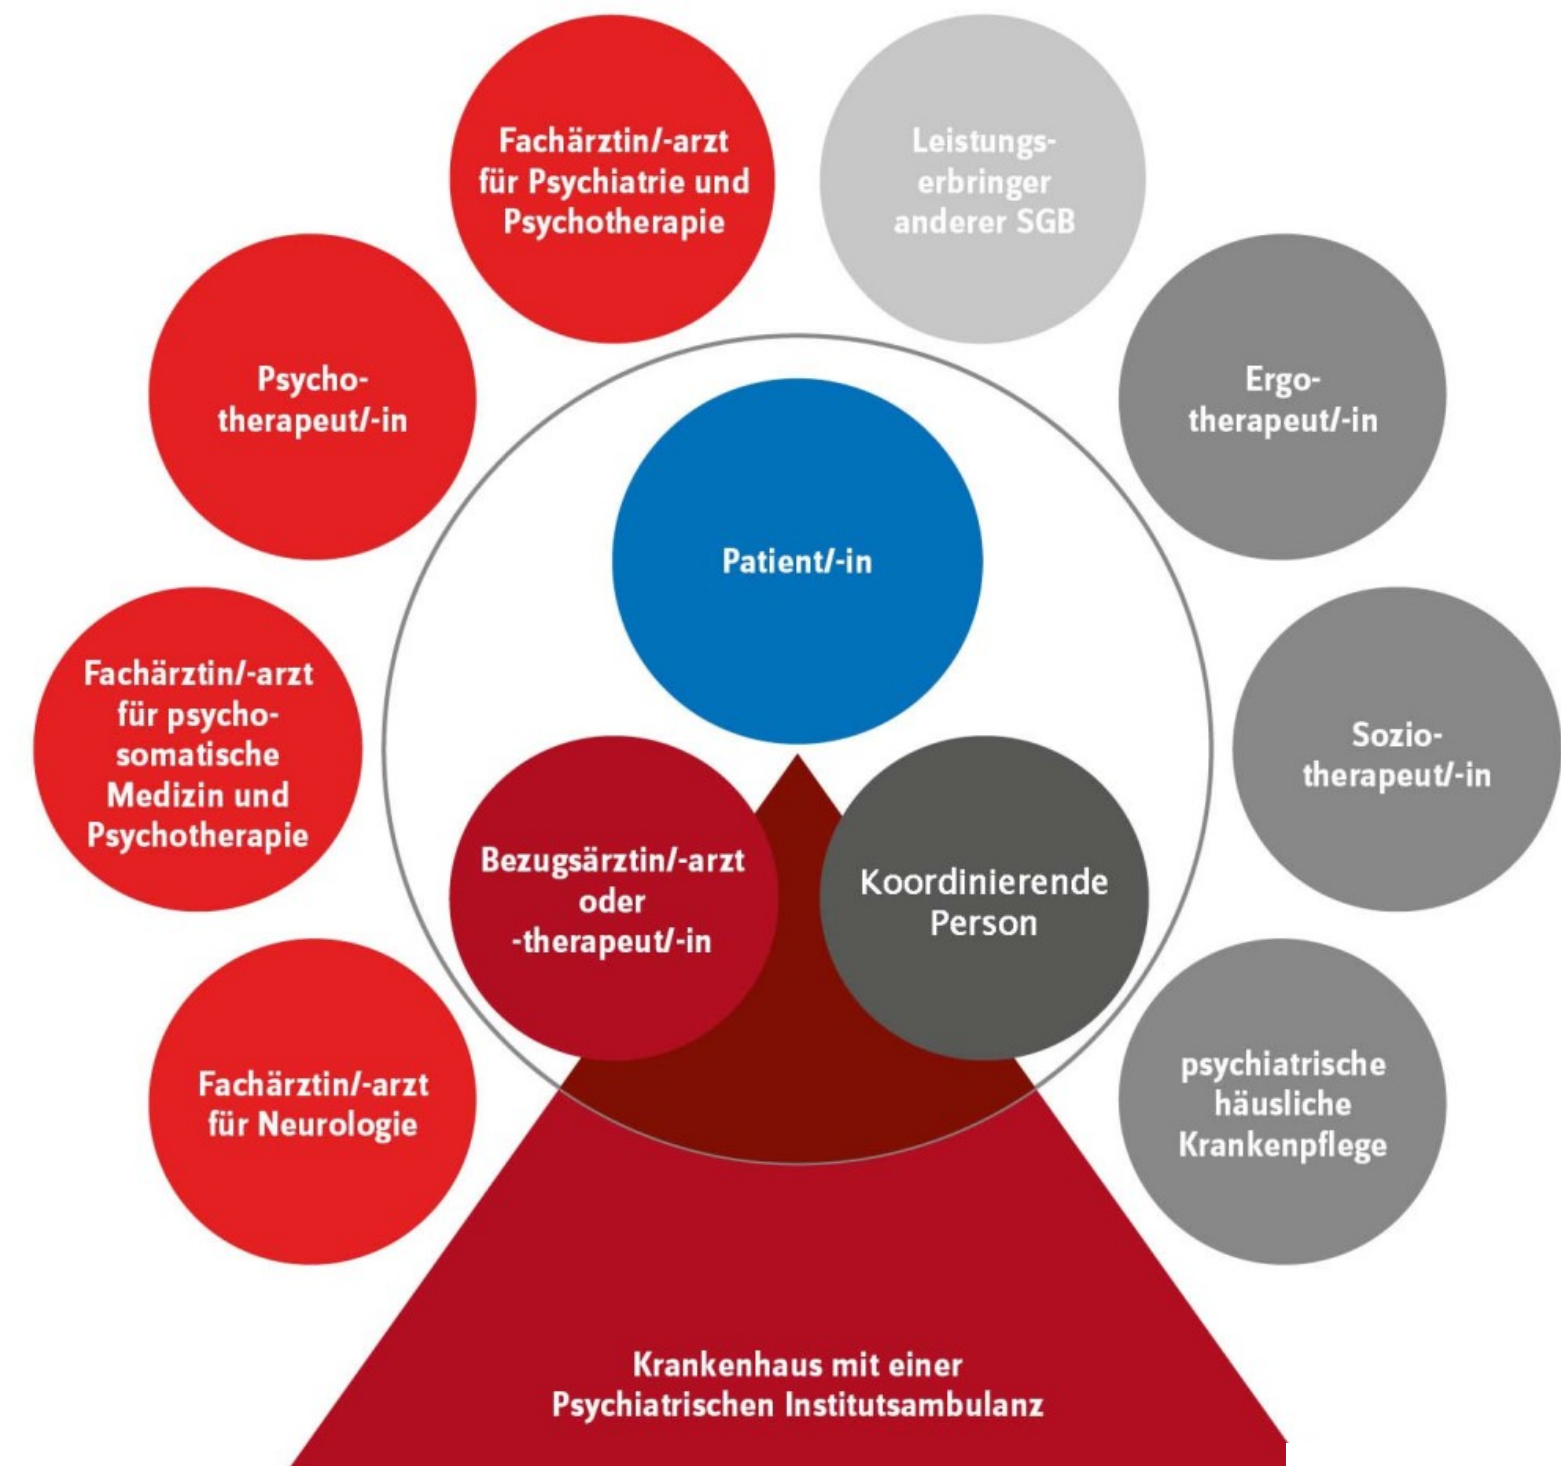 Fachärztin/-arzt
für Psychiatrie und
Psychotherapie
Leistungs-
erbringer
anderer SGB
Psycho-
therapeut/-in
Ergo-
therapeut/-in
Patient/-in
Fachärztin/-arzt
für psycho-
somatische
Medizin und
Psychotherapie
Sozio-
therapeut/-in
Bezugsärztin/-arzt
oder
-therapeut/-in
Koordinierende
Person
Fachärztin/-arzt
für Neurologie
psychiatrische
häusliche
Krankenpflege
Krankenhaus mit einer
Psychiatrischen Institutsambulanz